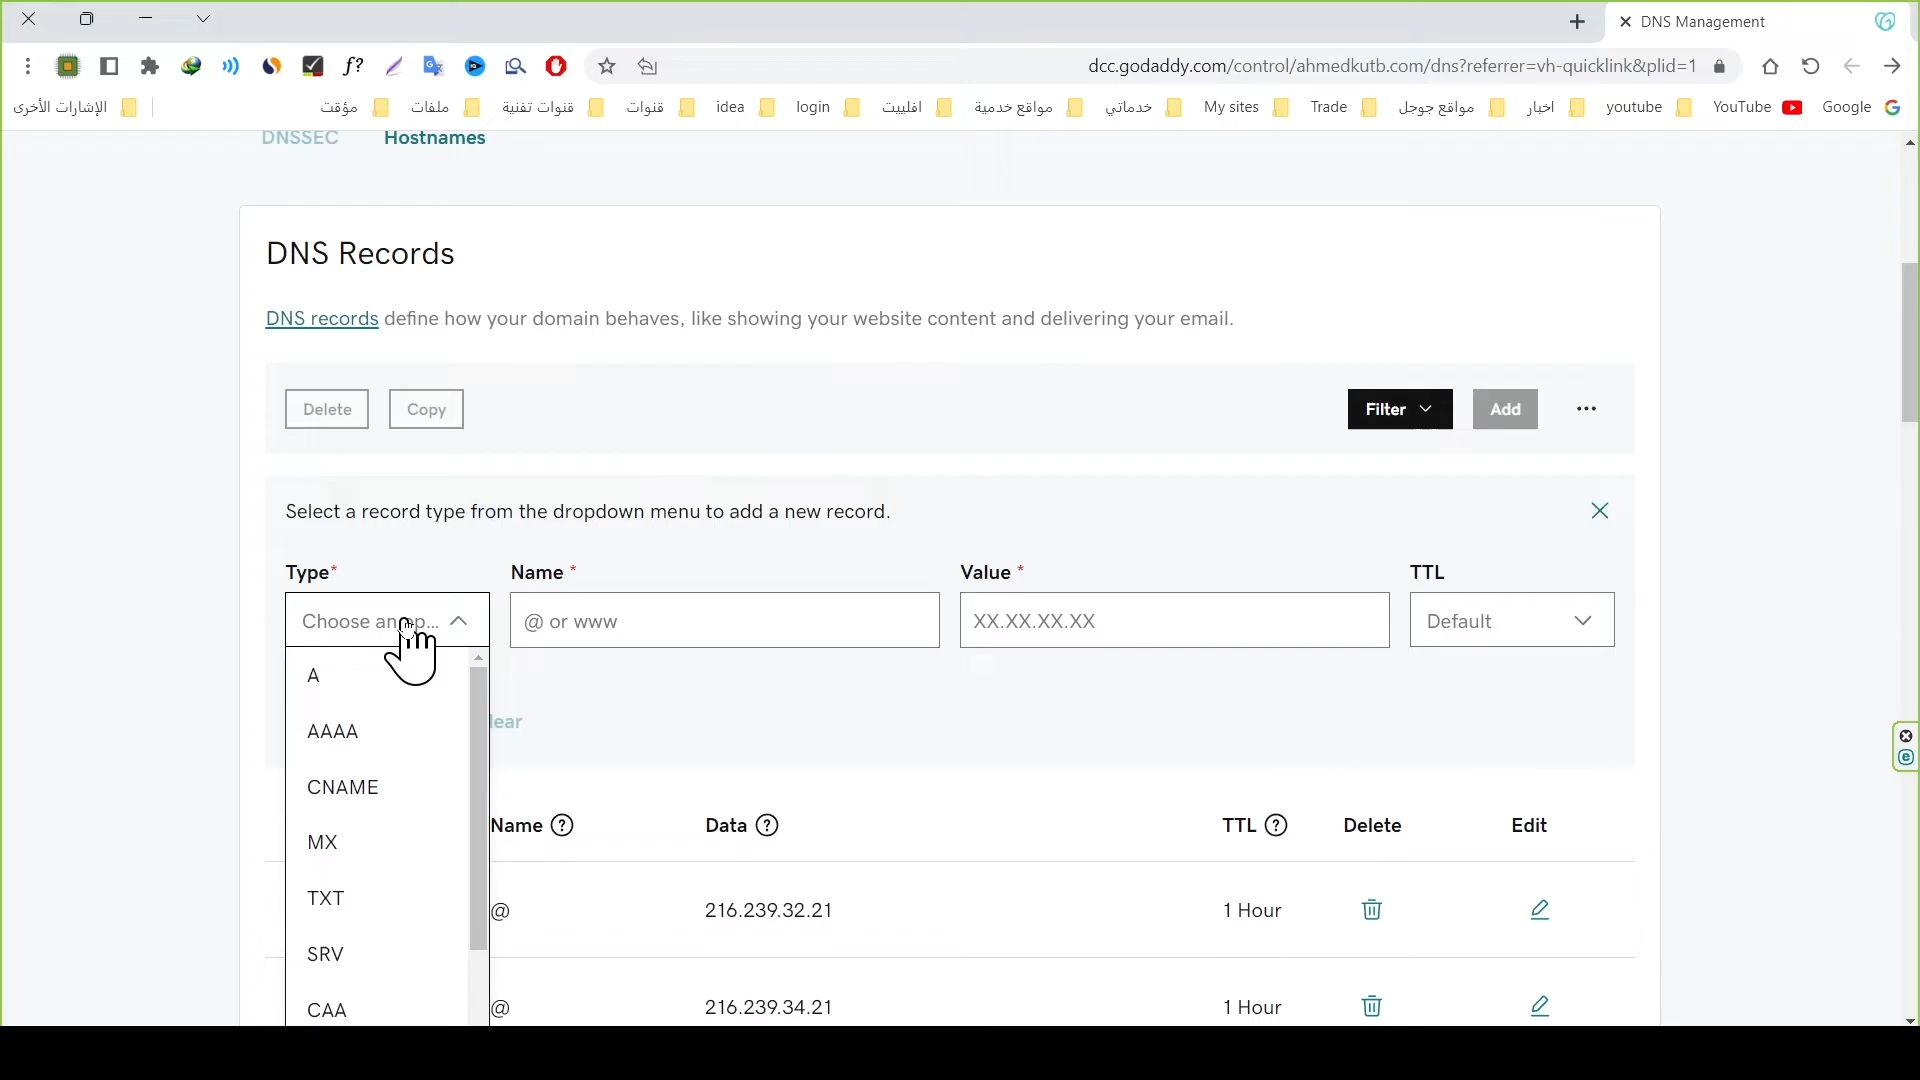 DNS Management
dcc.godaddy.com/control/ahmedkutb.com/dns?referrer=vh-quicklink&plid=1
Google
YouTube
youtube
اخبار
مواقع جوجل
Trade
My sites
خدماتي
مواقع خدمية
افلييت
login
idea
قنوات
قنوات تفنية
ملفات
مؤقت
الإشارات الأخرى
DNSSEC
Hostnames
DNS Records
DNS records define how your domain behaves, like showing your website content and delivering your email.
Delete
Copy
Filter
Add
Select a record type from the dropdown menu to add a new record.
Type*
Name *
Value *
TTL
Choose an op...
@ or www
XX.XX.XX.XX
Default
A
AAAA
CNAME
MX
TXT
SRV
CAA
lear
Name
Data
TTL
Delete
Edit
@
216.239.32.21
1 Hour
@
216.239.34.21
1 Hour